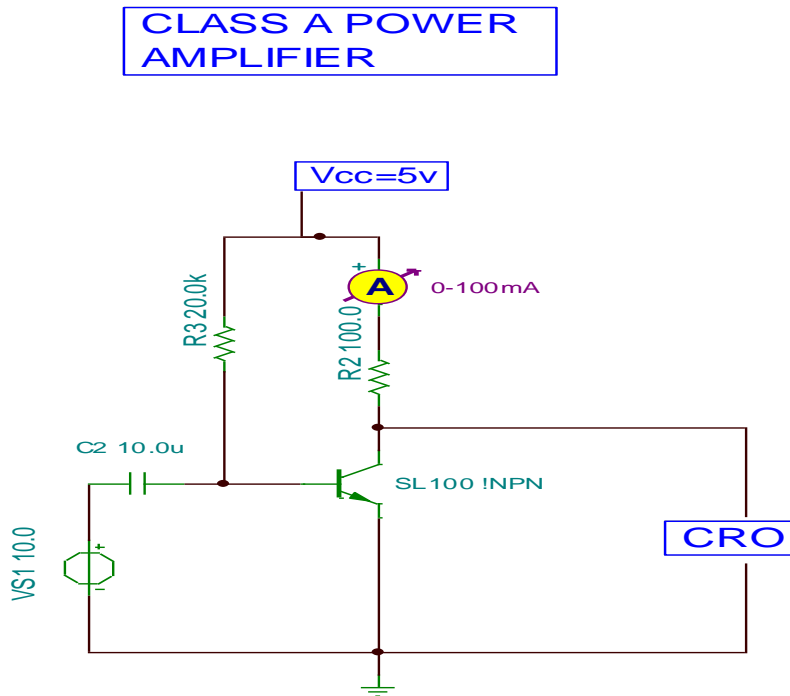 CLASS A POWER
AMPLIFIER
Vcc=5v
+
A
0-100mA
R3 20.0k
R2 100.0
C2 10.0u
SL100 !NPN
CRO
VS1 10.0
+
-